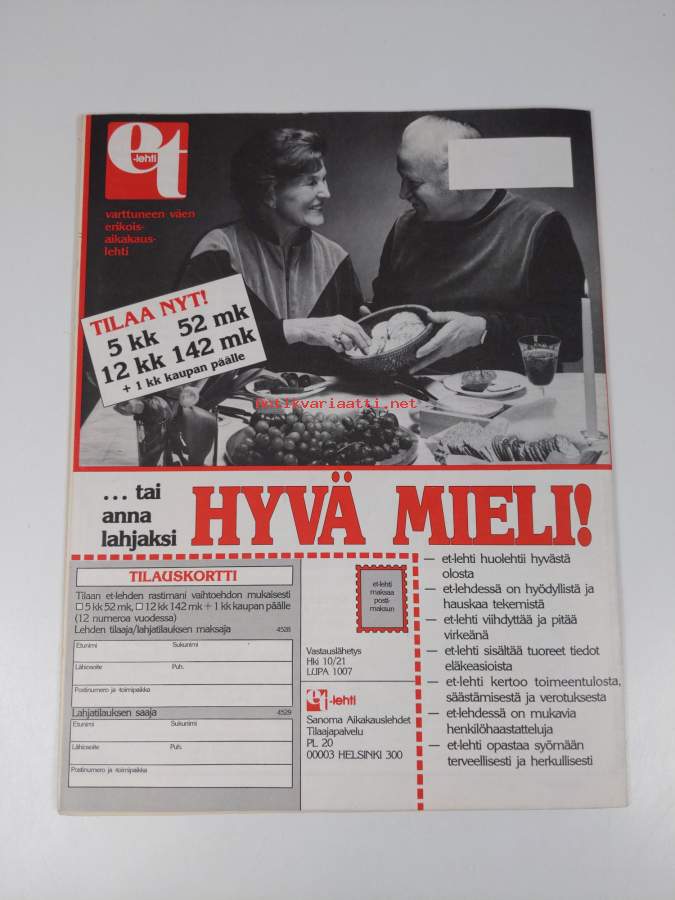 et
-lehti
varttuneen väen
erikois-
aikakaus-
lehti
TILAA NYT!
5 kk 52 mk
12 kk 142 mk
+ 1 kk kaupan päälle
antikvariaatti.net
... tai
anna
lahjaksi
HYVÄ MIELI!
TILAUSKORTTI
Tilaan et-lehden rastimani vaihtoehdon mukaisesti
☐ 5 kk 52 mk, ☐ 12 kk 142 mk + 1 kk kaupan päälle
(12 numeroa vuodessa)
Lehden tilaaja/lahjatilauksen maksaja 4528
Etunimi Sukunimi
Lähiosoite Puh.
Postinumero ja -toimipaikka
Lahjatilauksen saaja 4529
Etunimi Sukunimi
Lähiosoite Puh.
Postinumero ja toimipaikka
et-lehti
maksaa
posti-
maksun
Vastauslähetys
Hki 10/21
LUPA 1007
et-lehti
Sanoma Aikakauslehdet
Tilaajapalvelu
PL 20
00003 HELSINKI 300
— et-lehti huolehtii hyvästä
olosta
— et-lehdessä on hyödyllistä ja
hauskaa tekemistä
— et-lehti viihdyttää ja pitää
virkeänä
— et-lehti sisältää tuoreet tiedot
eläkeasioista
— et-lehti kertoo toimeentulosta,
säästämisestä ja verotuksesta
— et-lehdessä on mukavia
henkilöhaastatteluja
— et-lehti opastaa syömään
terveellisesti ja herkullisesti